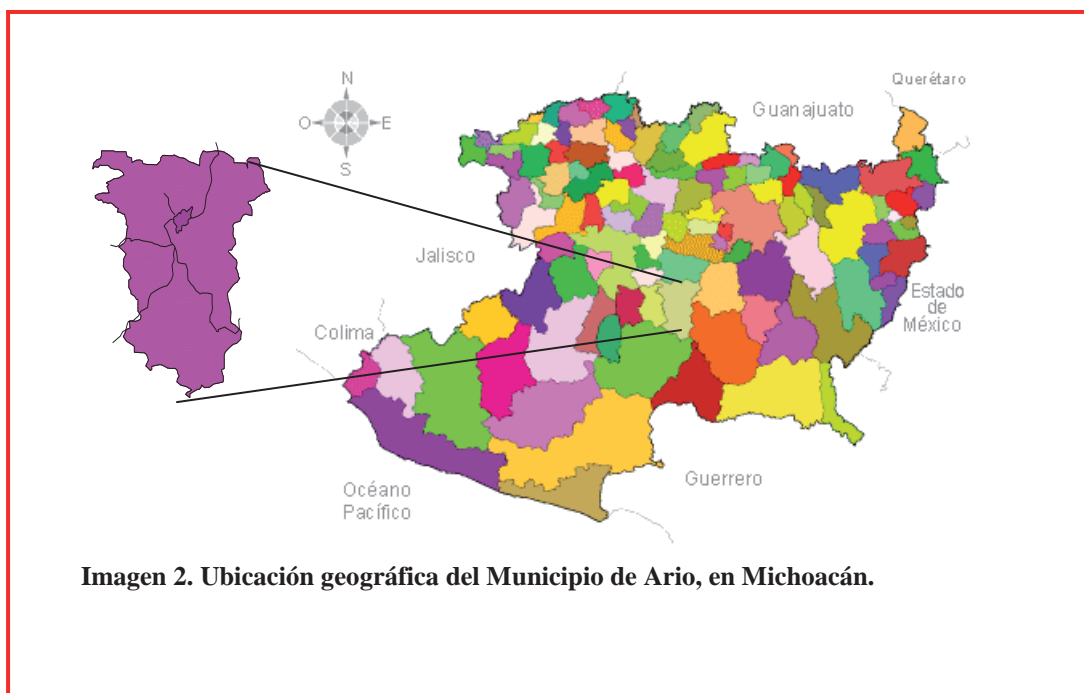 N
O
E
S
Querétaro
Guanajuato
Jalisco
Estado
de
México
Colima
Guerrero
Océano
Pacífico
Imagen 2. Ubicación geográfica del Municipio de Ario, en Michoacán.